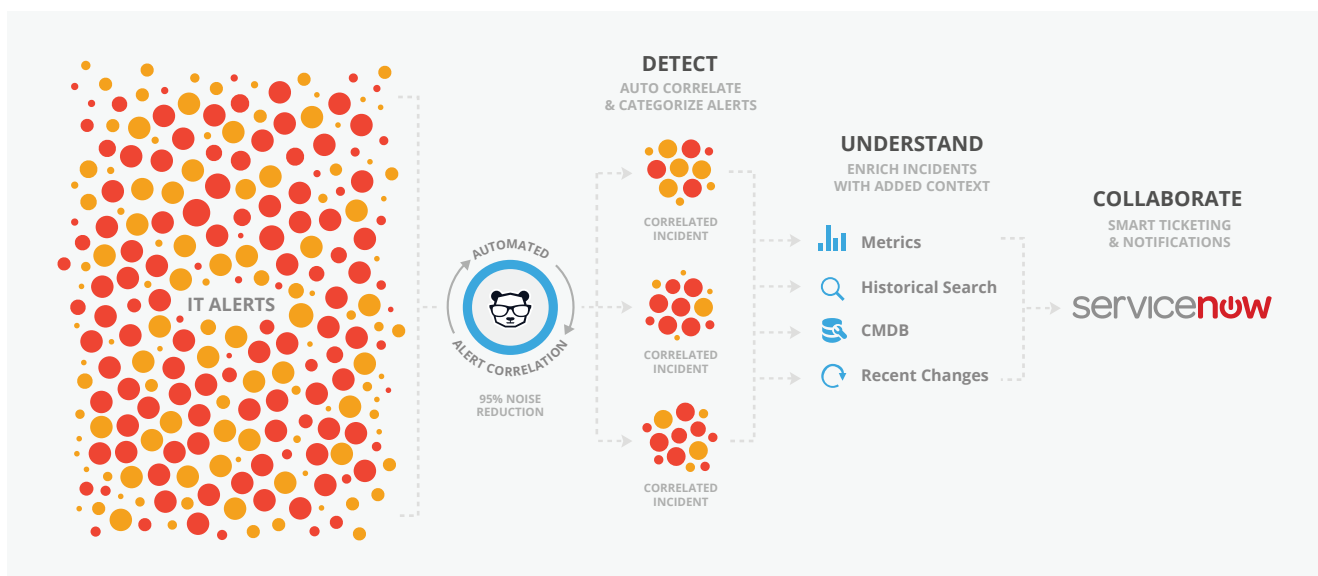 IT ALERTS
AUTOMATED
ALERT CORRELATION
95% NOISE
REDUCTION
DETECT
AUTO CORRELATE
& CATEGORIZE ALERTS
CORRELATED
INCIDENT
CORRELATED
INCIDENT
CORRELATED
INCIDENT
UNDERSTAND
ENRICH INCIDENTS
WITH ADDED CONTEXT
Metrics
Historical Search
CMDB
Recent Changes
COLLABORATE
SMART TICKETING
& NOTIFICATIONS
servicenow